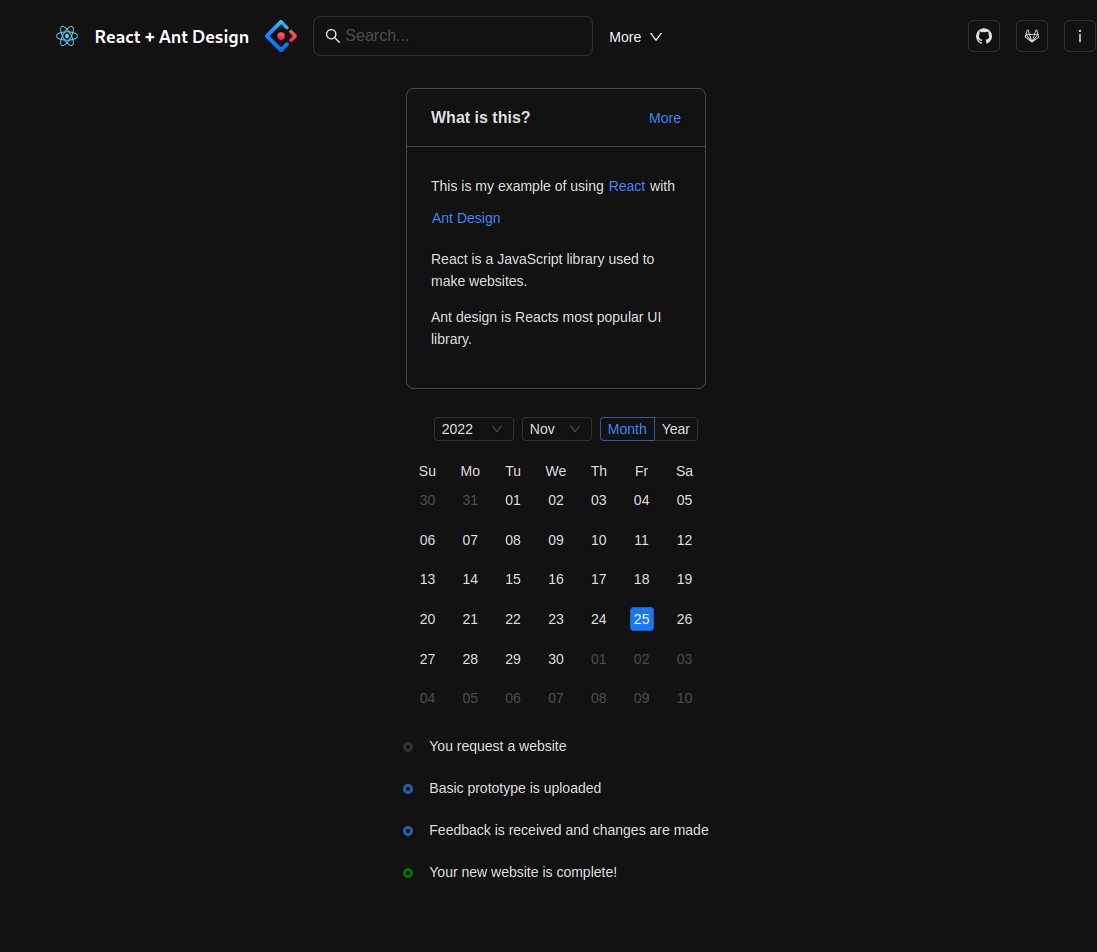 React + Ant Design
Search...
More
What is this?
More
This is my example of using React with
Ant Design
React is a JavaScript library used to
make websites.
Ant design is Reacts most popular UI
library.
2022 Nov Month Year
Su Mo Tu We Th Fr Sa
30 31 01 02 03 04 05
06 07 08 09 10 11 12
13 14 15 16 17 18 19
20 21 22 23 24 25 26
27 28 29 30 01 02 03
04 05 06 07 08 09 10
You request a website
Basic prototype is uploaded
Feedback is received and changes are made
Your new website is complete!